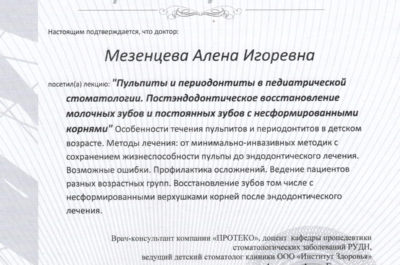 Настоящим подтверждается, что доктор:
Мезенцева Алена Игоревна
посетил(а) лекцию: "Пульпиты и периодонтиты в педиатрической
стоматологии. Постэндодонтическое восстановление
молочных зубов и постоянных зубов с несформированными
корнями" Особенности течения пульпитов и периодонтитов в детском
возрасте. Методы лечения: от минимально-инвазивных методик с
сохранением жизнеспособности пульпы до эндодонтического лечения.
Возможные ошибки. Профилактика осложнений. Ведение пациентов
разных возрастных групп. Восстановление зубов том числе с
несформированными верхушками корней после эндодонтического
лечения.
Врач-консультант компании «ПРОТЕКО», доцент кафедры пропедевтики
стоматологических заболеваний РУДН,
ведущий детский стоматолог клиники ООО «Институт Здоровья»